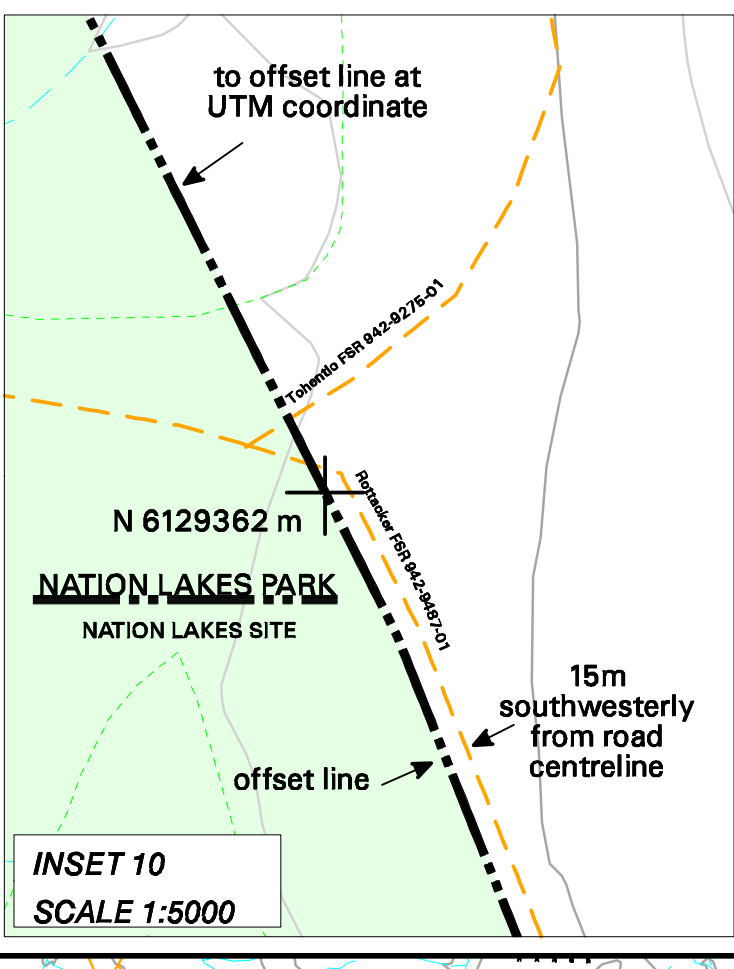 to offset line at
UTM coordinate
Tohentlo FSR 942-9275-01
Rottacker FSR 942-9487-01
N 6129362 m
NATION LAKES PARK
NATION LAKES SITE
15m
southwesterly
from road
centreline
offset line
INSET 10
SCALE 1:5000